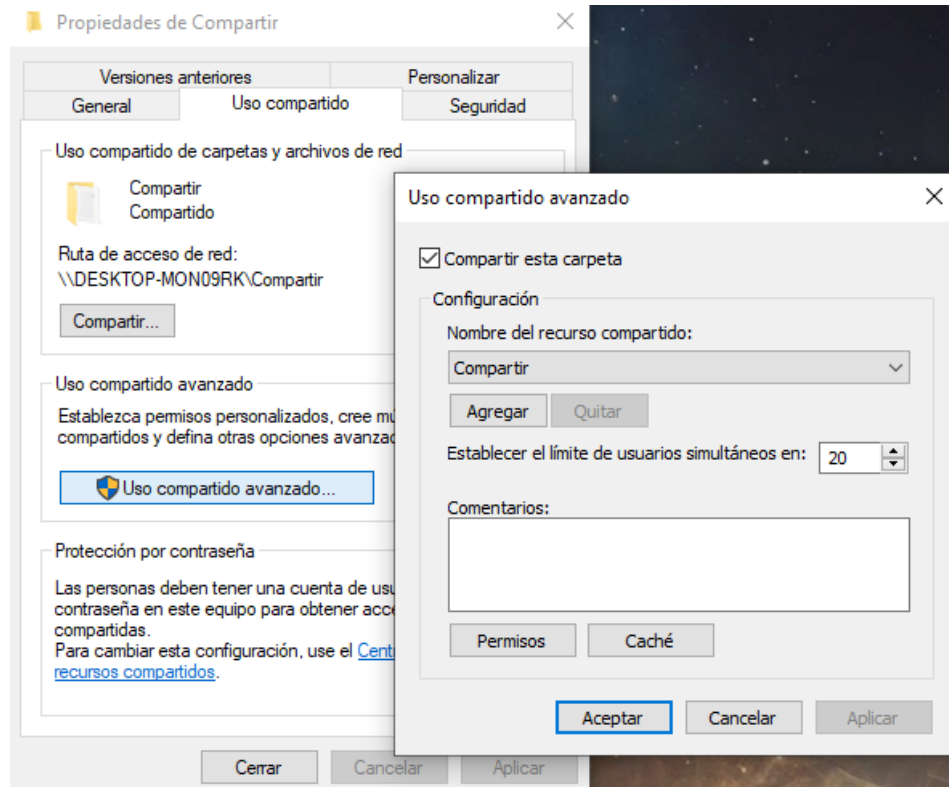 Propiedades de Compartir
Versiones anteriores
Personalizar
General
Uso compartido
Seguridad
Uso compartido de carpetas y archivos de red
Compartir
Compartido
Ruta de acceso de red:
\\DESKTOP-MON09RK\Compartir
Compartir...
Uso compartido avanzado
Establezca permisos personalizados, cree
compartidos y defina otras opciones
Uso compartido avanzado...
Protección por contraseña
Las personas deben tener una cuenta de
contraseña en este equipo para obtener
compartidas.
Para cambiar esta configuración, use el
recursos compartidos.
Cerrar
Cancelar
Aplicar
Uso compartido avanzado
Compartir esta carpeta
Configuración
Nombre del recurso compartido:
Compartir
Agregar
Quitar
Establecer el límite de usuarios simultáneos en:
20
Comentarios:
Permisos
Caché
Aceptar
Cancelar
Aplicar